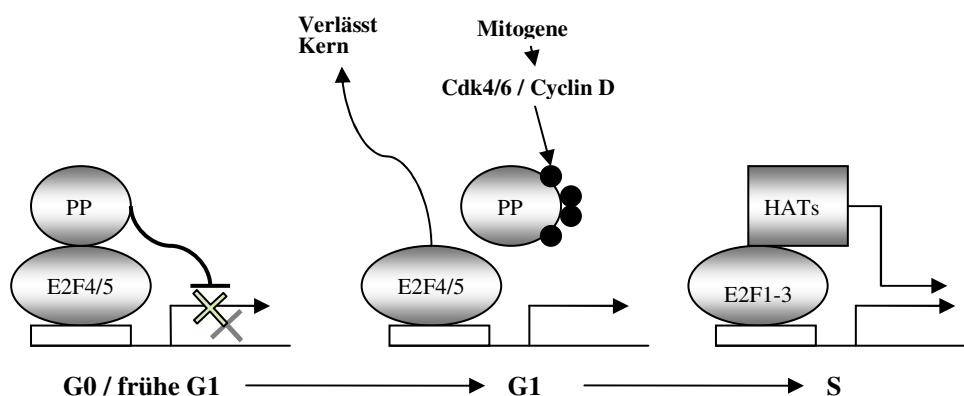 Verlässt
Kern
Mitogene
Cdk4/6 / Cyclin D
PP
PP
HATs
E2F4/5
E2F4/5
E2F1-3
G0 / frühe G1
G1
S